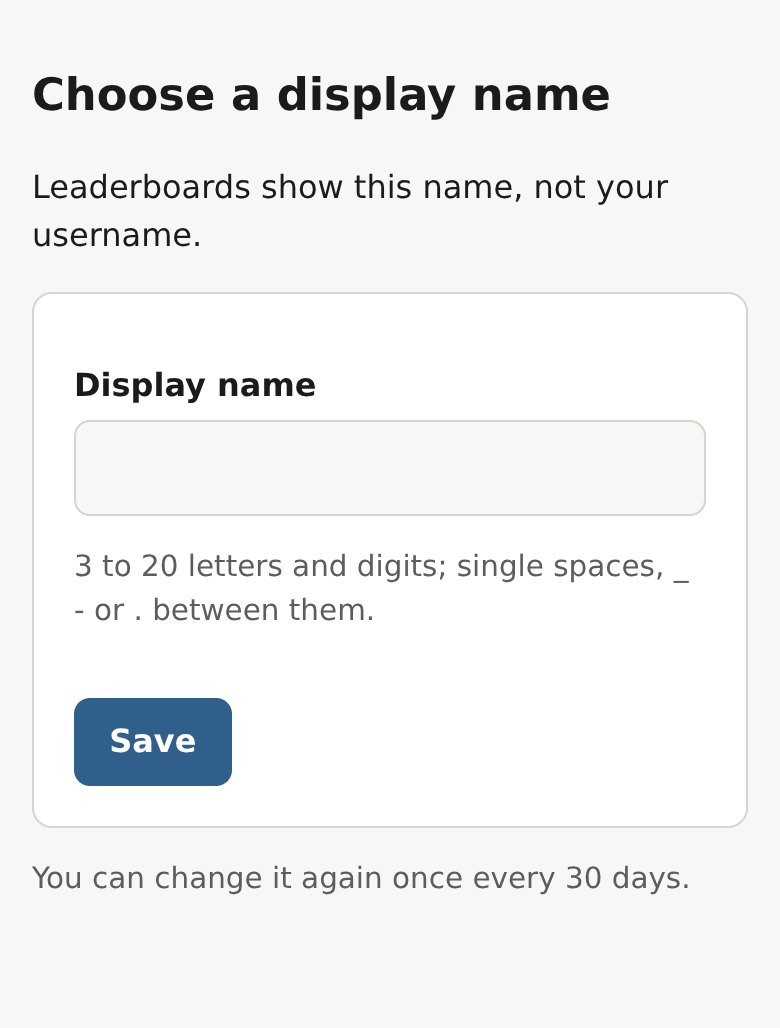 Choose a display name
Leaderboards show this name, not your
username.
Display name
3 to 20 letters and digits; single spaces, _
- or . between them.
Save
You can change it again once every 30 days.